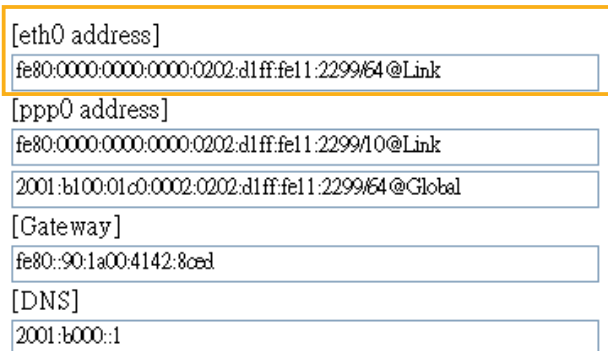 [eth0 address]
fe80:0000:0000:0000:0202:d1ff:fe11:2299/64@Link
[ppp0 address]
fe80:0000:0000:0000:0202:d1ff:fe11:2299/10@Link
2001:b100:01c0:0002:0202:d1ff:fe11:2299/64@Global
[Gateway]
fe80::90:1a00:4142:8ced
[DNS]
2001:b000::1